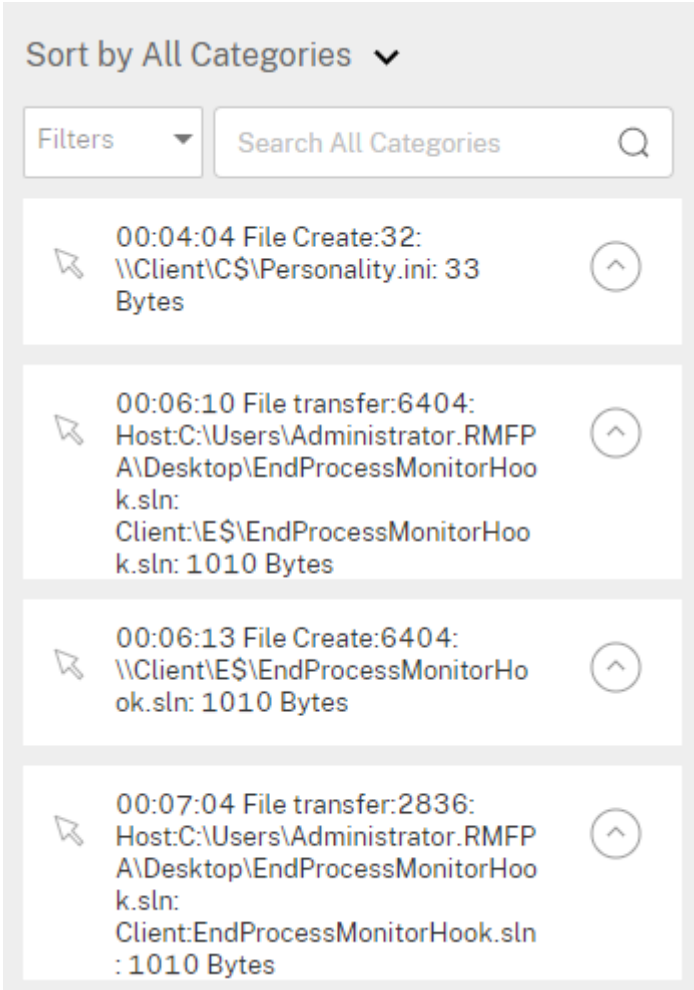 Sort by All Categories
Filters
Search All Categories
00:04:04 File Create:32:
\\Client\C$\Personality.ini: 33
Bytes
00:06:10 File transfer:6404:
Host:C:\Users\Administrator.RMFP
A\Desktop\EndProcessMonitorHoo
k.sln:
Client:\E$\EndProcessMonitorHoo
k.sln: 1010 Bytes
00:06:13 File Create:6404:
\\Client\E$\EndProcessMonitorHo
ok.sln: 1010 Bytes
00:07:04 File transfer:2836:
Host:C:\Users\Administrator.RMFP
A\Desktop\EndProcessMonitorHoo
k.sln:
Client:EndProcessMonitorHook.sln
: 1010 Bytes